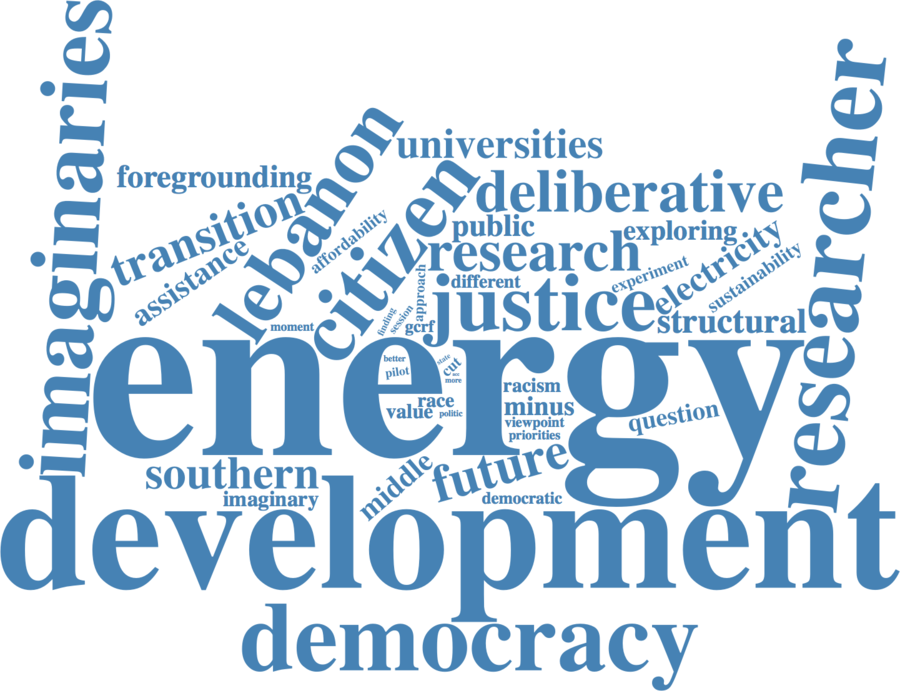 imaginaries
researcher
lebanon
universities
citizen
foregrounding
deliberative
transition
affordability
public
exploring
assistance
research
electricity
approach
different
experiment
sustainability
justice
finding
session
gcrf
structural
moment
energy
better
state
cut
pilot
acc
more
racism
race
value
politic
minus
question
viewpoint
priorities
southern
middle
future
imaginary
democratic
development
democracy